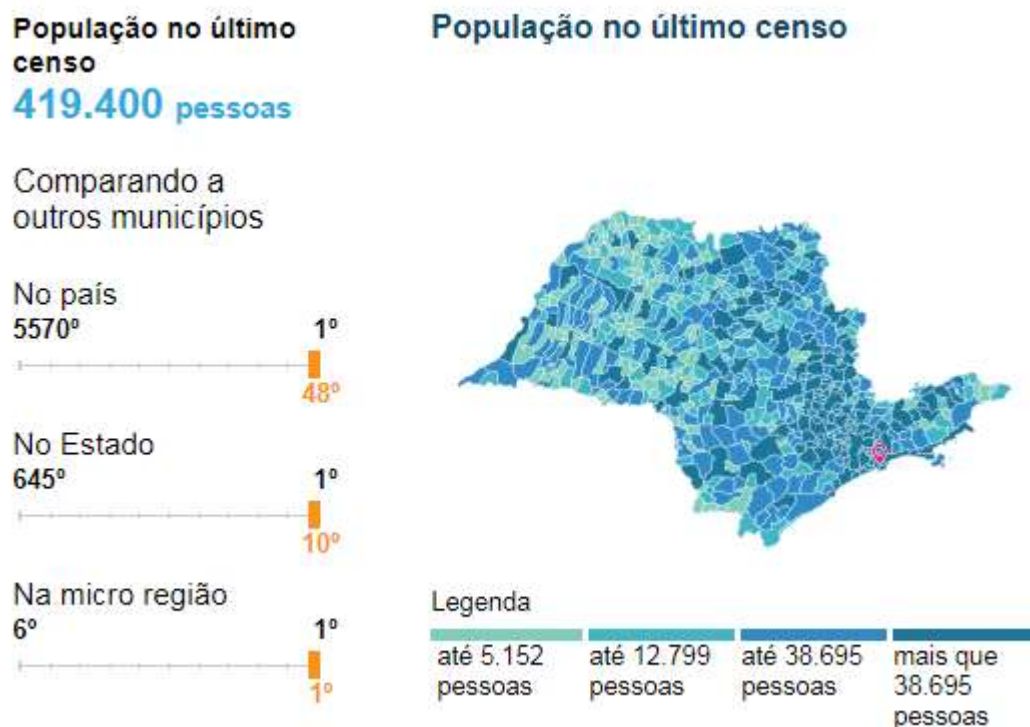 População no último
censo
419.400 pessoas
Comparando a
outros municípios
No país
5570º 1º
48º
No Estado
645º 1º
10º
Na micro região
6º 1º
1º
População no último censo
Legenda
até 5.152
pessoas
até 12.799
pessoas
até 38.695
pessoas
mais que
38.695
pessoas